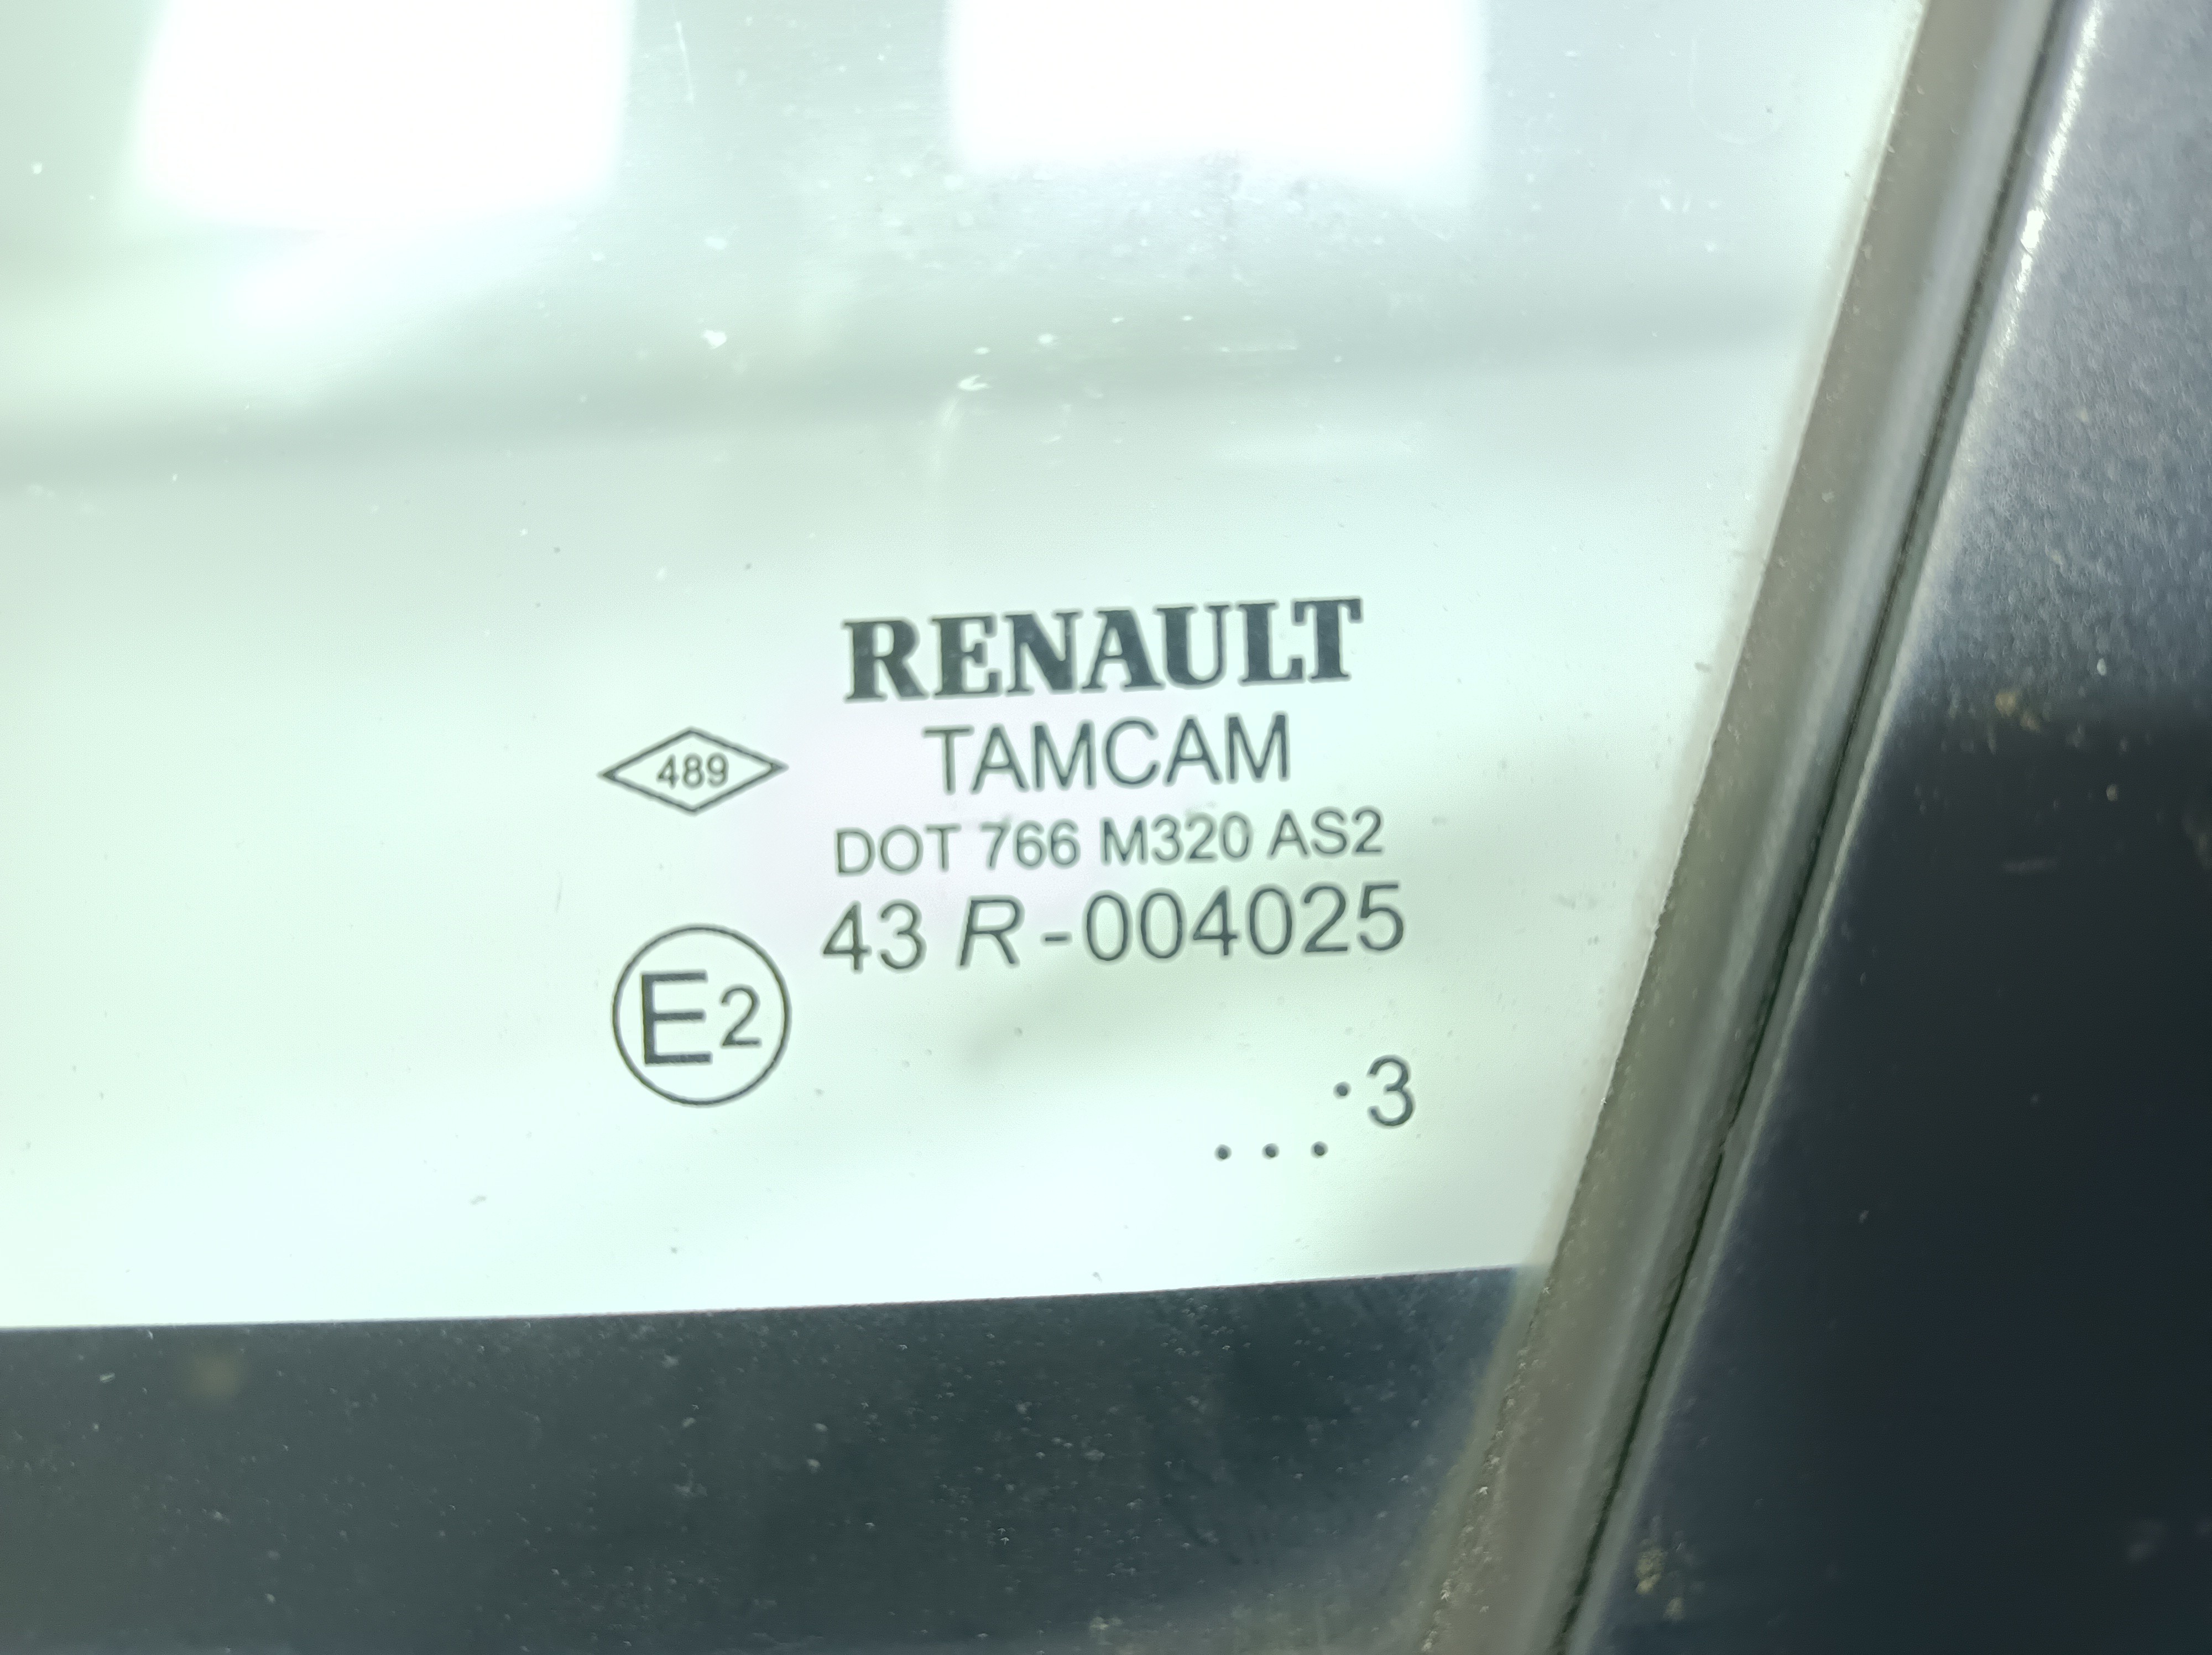 RENAULT
489
TAMCAM
DOT 766 M320 AS2
43 R-004025
E2
·3
...